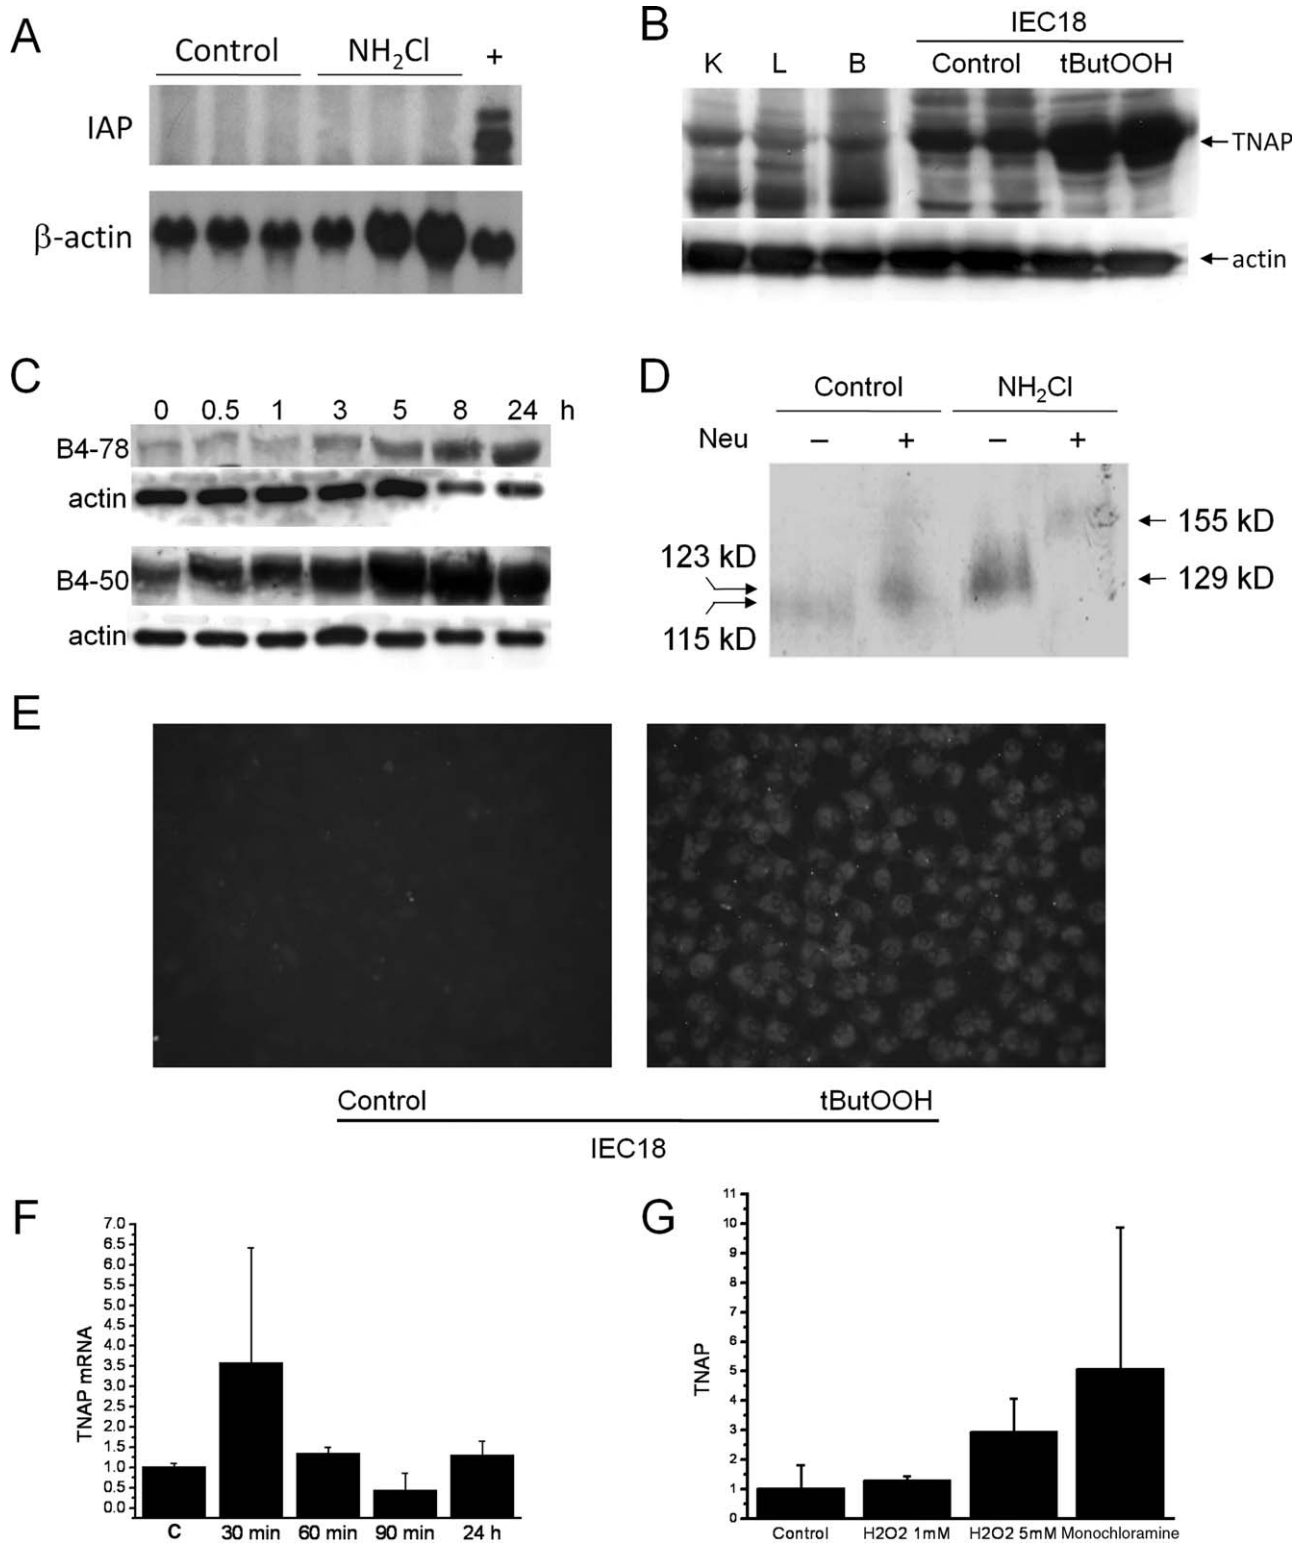 A
Control NH₂Cl +
IAP
β-actin
B
IEC18
K L B Control tButOOH
TNAP
actin
C
0 0.5 1 3 5 8 24 h
B4-78
actin
B4-50
actin
D
Control NH₂Cl
Neu – + – +
123 kD
115 kD
155 kD
129 kD
E
Control tButOOH
IEC18
F
TNAP mRNA
7.0
6.5
6.0
5.5
5.0
4.5
4.0
3.5
3.0
2.5
2.0
1.5
1.0
0.5
0.0
C 30 min 60 min 90 min 24 h
G
TNAP
11
10
9
8
7
6
5
4
3
2
1
0
Control H2O2 1mM H2O2 5mM Monochloramine